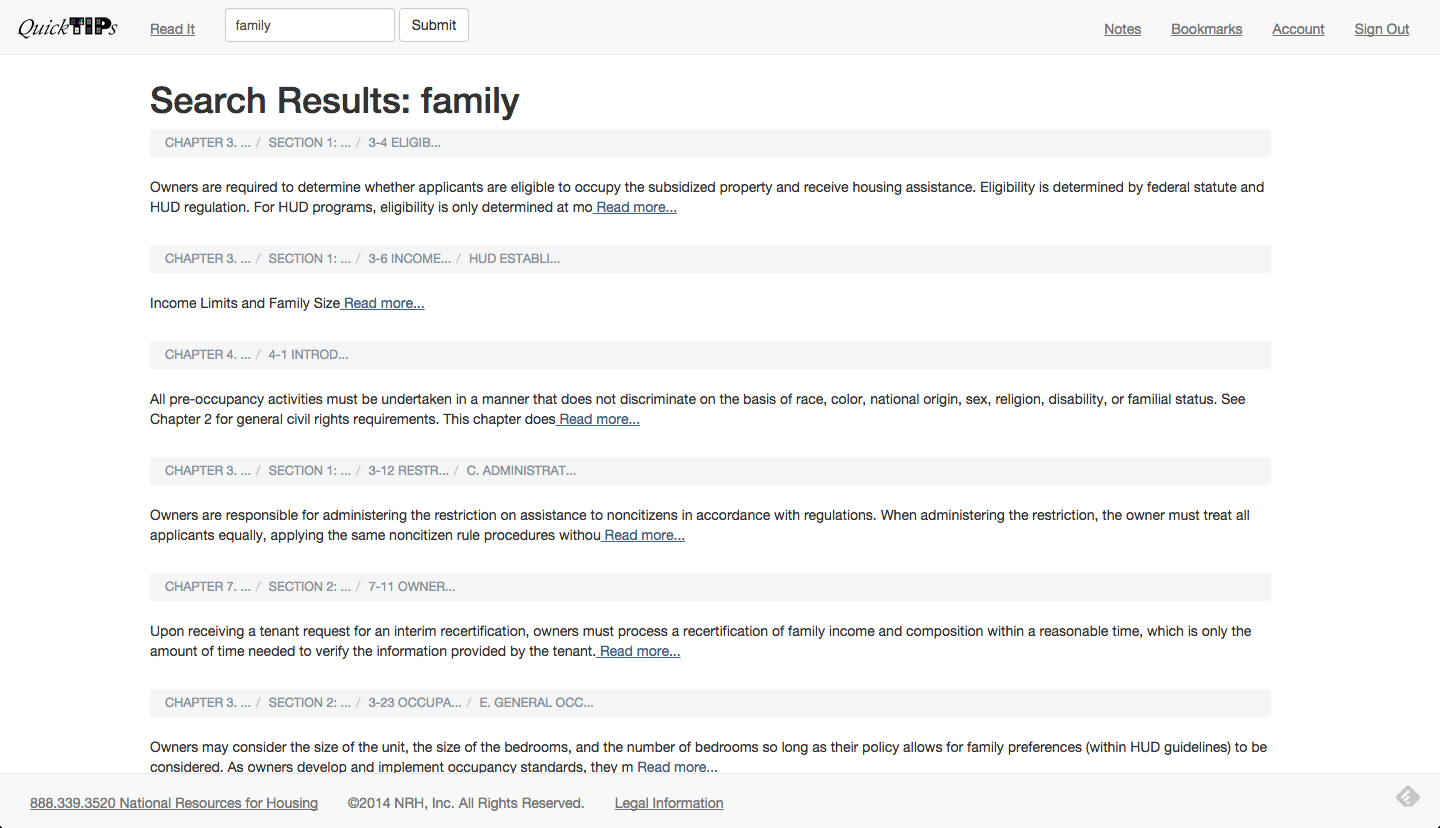 QuickTIPs Read It family Submit Notes Bookmarks Account Sign Out
Search Results: family
CHAPTER 3. ... / SECTION 1: ... / 3-4 ELIGIB...
Owners are required to determine whether applicants are eligible to occupy the subsidized property and receive housing assistance. Eligibility is determined by federal statute and
HUD regulation. For HUD programs, eligibility is only determined at mo Read more...
CHAPTER 3. ... / SECTION 1: ... / 3-6 INCOME... / HUD ESTABLI...
Income Limits and Family Size Read more...
CHAPTER 4. ... / 4-1 INTROD...
All pre-occupancy activities must be undertaken in a manner that does not discriminate on the basis of race, color, national origin, sex, religion, disability, or familial status. See
Chapter 2 for general civil rights requirements. This chapter does Read more...
CHAPTER 3. ... / SECTION 1: ... / 3-12 RESTR... / C. ADMINISTRAT...
Owners are responsible for administering the restriction on assistance to noncitizens in accordance with regulations. When administering the restriction, the owner must treat all
applicants equally, applying the same noncitizen rule procedures withou Read more...
CHAPTER 7. ... / SECTION 2: ... / 7-11 OWNER...
Upon receiving a tenant request for an interim recertification, owners must process a recertification of family income and composition within a reasonable time, which is only the
amount of time needed to verify the information provided by the tenant. Read more...
CHAPTER 3. ... / SECTION 2: ... / 3-23 OCCUPA... / E. GENERAL OCC...
Owners may consider the size of the unit, the size of the bedrooms, and the number of bedrooms so long as their policy allows for family preferences (within HUD guidelines) to be
considered. As owners develop and implement occupancy standards, they m Read more...
888.339.3520 National Resources for Housing ©2014 NRH, Inc. All Rights Reserved. Legal Information